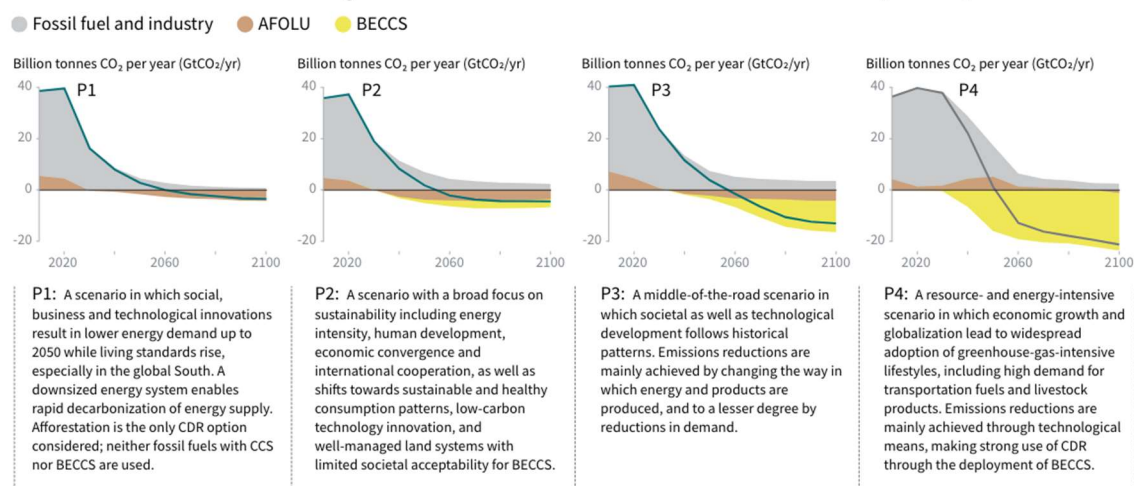 Fossil fuel and industry AFOLU BECCS
Billion tonnes CO₂ per year (GtCO₂/yr)
40
P1
20
0
-20
2020 2060 2100
Billion tonnes CO₂ per year (GtCO₂/yr)
40
P2
20
0
-20
2020 2060 2100
Billion tonnes CO₂ per year (GtCO₂/yr)
40
P3
20
0
-20
2020 2060 2100
Billion tonnes CO₂ per year (GtCO₂/yr)
40
P4
20
0
-20
2020 2060 2100
P1: A scenario in which social,
business and technological innovations
result in lower energy demand up to
2050 while living standards rise,
especially in the global South. A
downsized energy system enables
rapid decarbonization of energy supply.
Afforestation is the only CDR option
considered; neither fossil fuels with CCS
nor BECCS are used.
P2: A scenario with a broad focus on
sustainability including energy
intensity, human development,
economic convergence and
international cooperation, as well as
shifts towards sustainable and healthy
consumption patterns, low-carbon
technology innovation, and
well-managed land systems with
limited societal acceptability for BECCS.
P3: A middle-of-the-road scenario in
which societal as well as technological
development follows historical
patterns. Emissions reductions are
mainly achieved by changing the way in
which energy and products are
produced, and to a lesser degree by
reductions in demand.
P4: A resource- and energy-intensive
scenario in which economic growth and
globalization lead to widespread
adoption of greenhouse-gas-intensive
lifestyles, including high demand for
transportation fuels and livestock
products. Emissions reductions are
mainly achieved through technological
means, making strong use of CDR
through the deployment of BECCS.